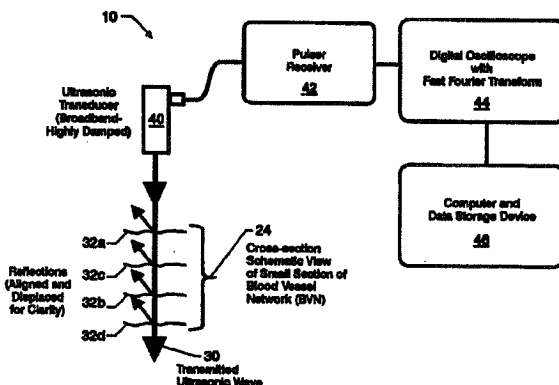 10
Ultrasonic
Transducer
(Broadband-
Highly Damped)
40
Pulser
Receiver
42
Digital Oscilloscope
with
Fast Fourier Transform
44
Computer and
Data Storage Device
46
32a
32c
32b
32d
Reflections
(Aligned and
Displaced
for Clarity)
24
Cross-section
Schematic View
of Small Section of
Blood Vessel
Network (BVN)
30
Transmitted
Ultrasonic Wave